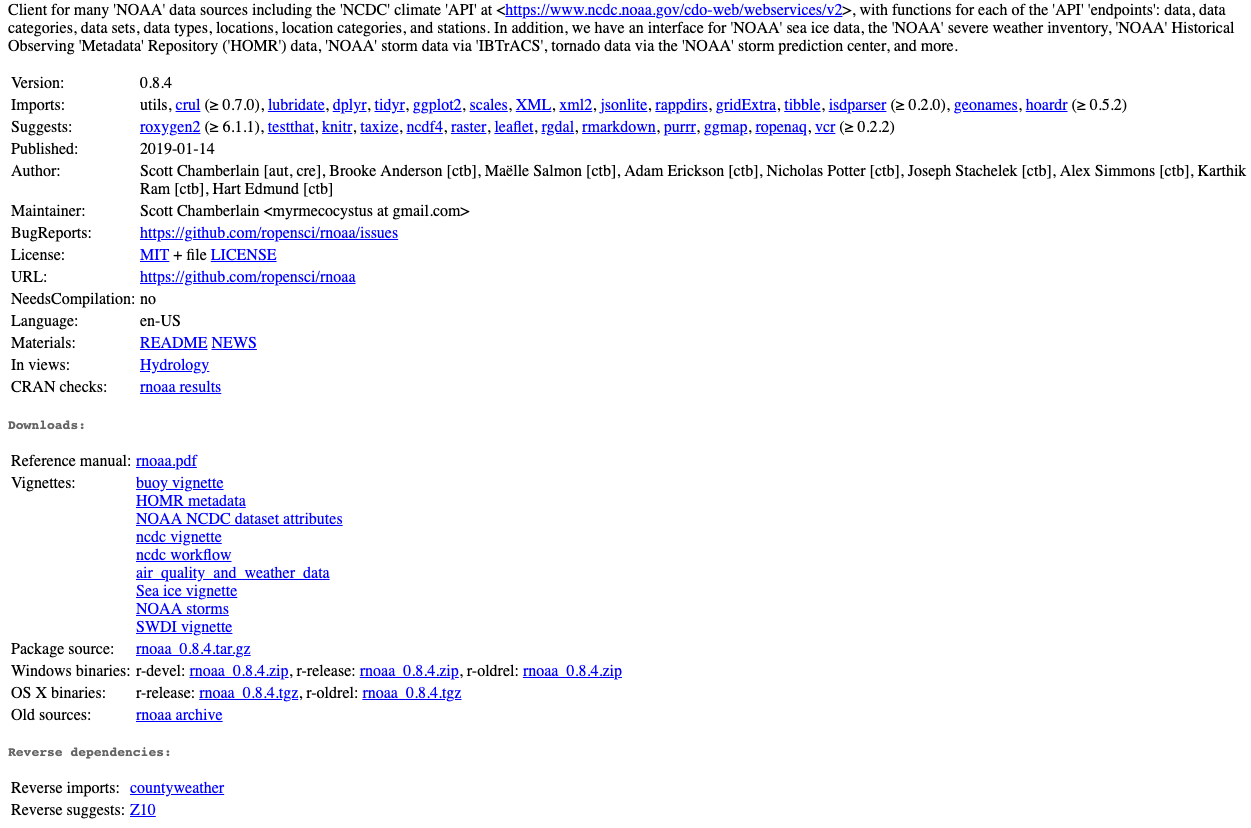 Client for many 'NOAA' data sources including the 'NCDC' climate 'API' at <https://www.ncdc.noaa.gov/cdo-web/webservices/v2>, with functions for each of the 'API' 'endpoints': data, data
categories, data sets, data types, locations, location categories, and stations. In addition, we have an interface for 'NOAA' sea ice data, the 'NOAA' severe weather inventory, 'NOAA' Historical
Observing 'Metadata' Repository ('HOMR') data, 'NOAA' storm data via 'IBTrACS', tornado data via the 'NOAA' storm prediction center, and more.
Version: 0.8.4
Imports: utils, crul (≥ 0.7.0), lubridate, dplyr, tidyr, ggplot2, scales, XML, xml2, jsonlite, rappdirs, gridExtra, tibble, isdparser (≥ 0.2.0), geonames, hoardr (≥ 0.5.2)
Suggests: roxygen2 (≥ 6.1.1), testthat, knitr, taxize, ncdf4, raster, leaflet, rgdal, rmarkdown, purrr, ggmap, ropenaq, vcr (≥ 0.2.2)
Published: 2019-01-14
Author: Scott Chamberlain [aut, cre], Brooke Anderson [ctb], Maëlle Salmon [ctb], Adam Erickson [ctb], Nicholas Potter [ctb], Joseph Stachelek [ctb], Alex Simmons [ctb], Karthik
Ram [ctb], Hart Edmund [ctb]
Maintainer: Scott Chamberlain <myrmecocystus at gmail.com>
BugReports: https://github.com/ropensci/rnoaa/issues
License: MIT + file LICENSE
URL: https://github.com/ropensci/rnoaa
NeedsCompilation: no
Language: en-US
Materials: README NEWS
In views: Hydrology
CRAN checks: rnoaa results
Downloads:
Reference manual: rnoaa.pdf
Vignettes: buoy vignette
HOMR metadata
NOAA NCDC dataset attributes
ncdc vignette
ncdc workflow
air_quality_and_weather_data
Sea ice vignette
NOAA storms
SWDI vignette
Package source: rnoaa_0.8.4.tar.gz
Windows binaries: r-devel: rnoaa_0.8.4.zip, r-release: rnoaa_0.8.4.zip, r-oldrel: rnoaa_0.8.4.zip
OS X binaries: r-release: rnoaa_0.8.4.tgz, r-oldrel: rnoaa_0.8.4.tgz
Old sources: rnoaa archive
Reverse dependencies:
Reverse imports: countyweather
Reverse suggests: Z10